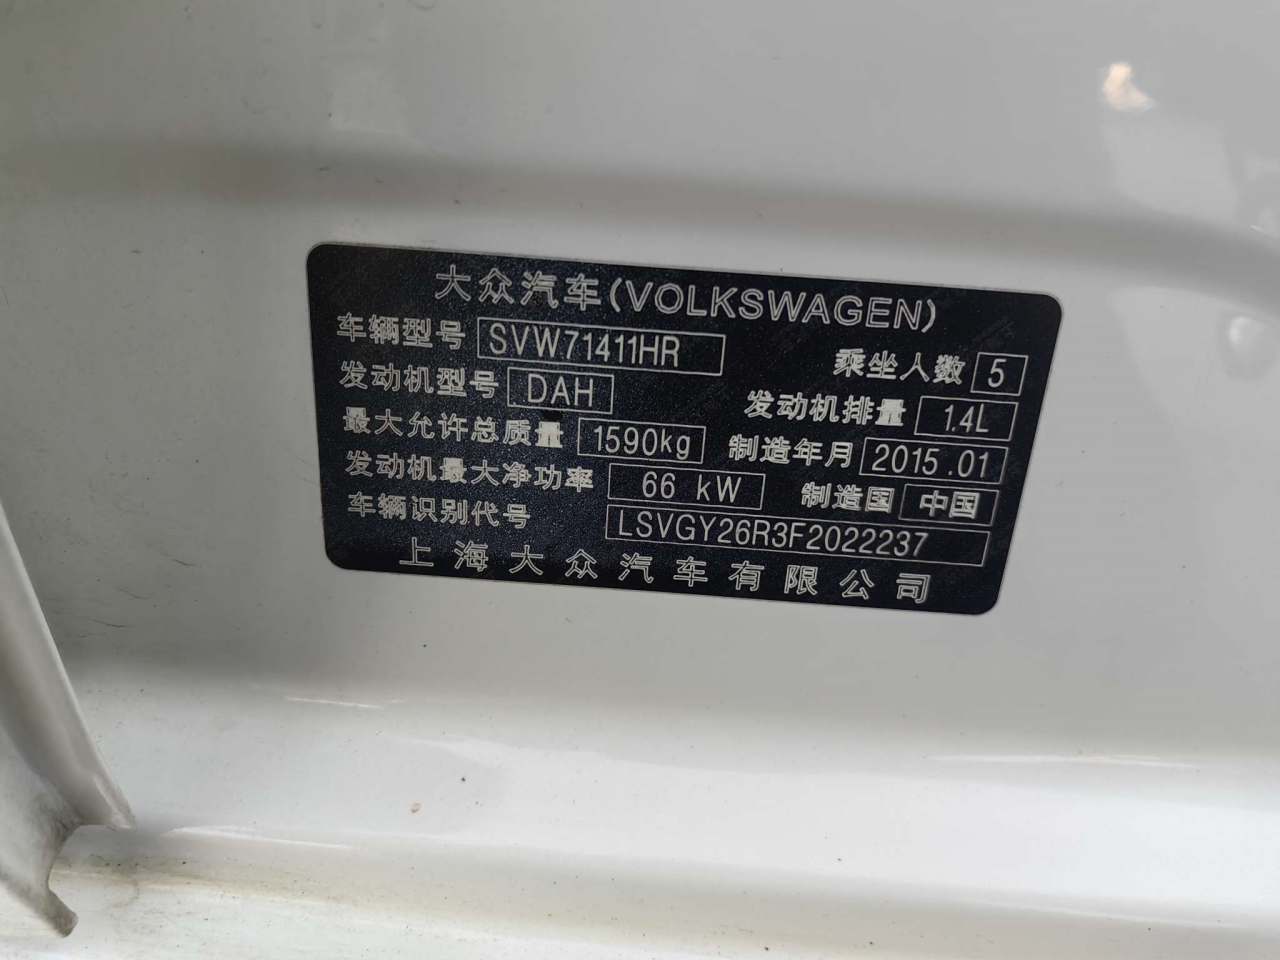 大众汽车(VOLKSWAGEN)
车辆型号 SVW71411HR 乘坐人数 5
发动机型号 DAH 发动机排量 1.4L
最大允许总质量 1590kg 制造年月 2015.01
发动机最大净功率 66 kW 制造国 中国
车辆识别代号 LSVGY26R3F2022237
上海大众汽车有限公司